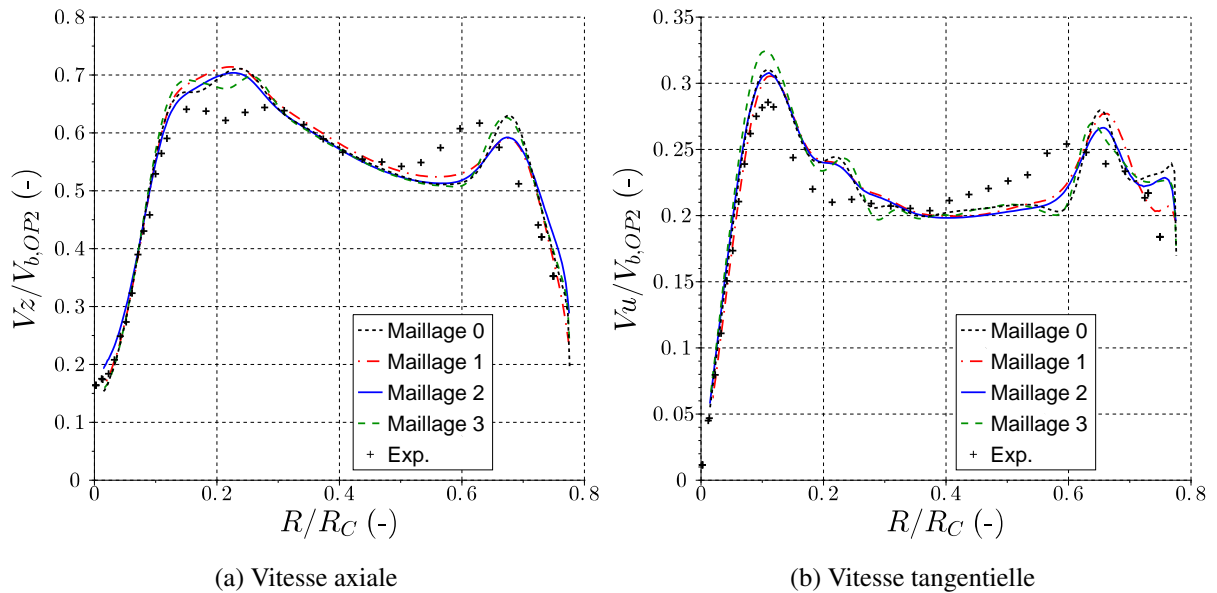 0.8
0.7
0.6
0.5
0.4
0.3
0.2
0.1
0
Vz/V_{b,OP2} (-)
0 0.2 0.4 0.6 0.8
R/R_C (-)
Maillage 0
Maillage 1
Maillage 2
Maillage 3
Exp.
(a) Vitesse axiale
0.35
0.3
0.25
0.2
0.15
0.1
0.05
0
Vu/V_{b,OP2} (-)
0 0.2 0.4 0.6 0.8
R/R_C (-)
Maillage 0
Maillage 1
Maillage 2
Maillage 3
Exp.
(b) Vitesse tangentielle